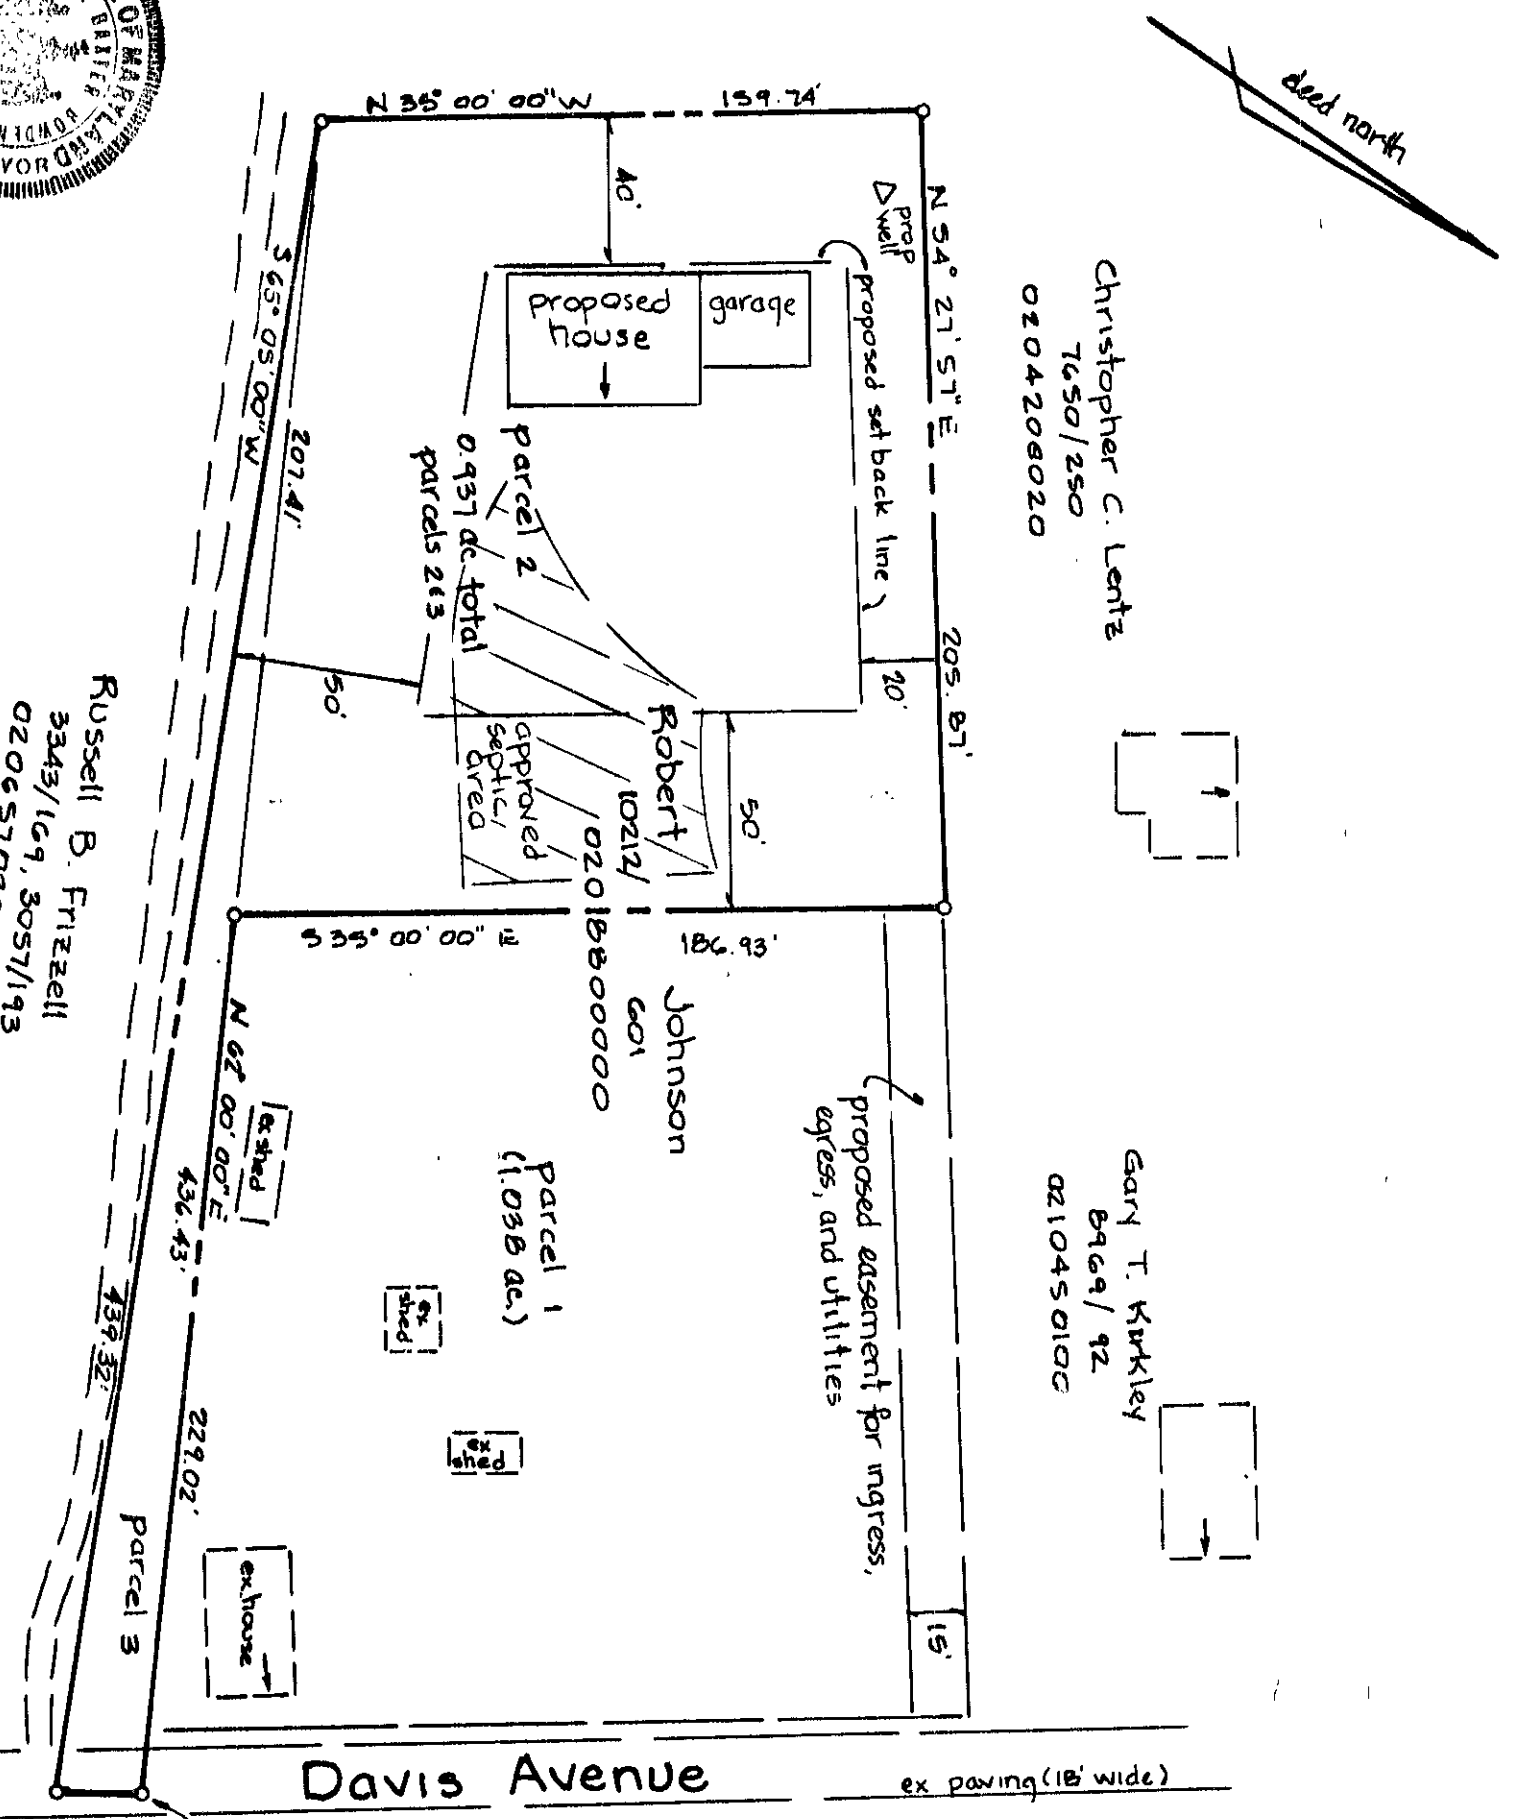 OF MARYLAND
BOWDEN
deed north
N 35° 00' 00" W
159.74'
40'
prop
well
N 54° 27' 57" E
205.87'
proposed setback line
proposed
house
garage
Christopher C. Lentz
7650/250
0204206020
S 65° 05' 00" W
207.41'
parcel 2
0.937 ac total
parcels 2&3
50'
20'
50'
approved
septic
area
Robert
10212/
0201880000
Johnson
601
S 35° 00' 00" E
186.93'
Russell B. Frizzell
3343/169, 3057/193
N 62° 00' 00" E
ex shed
436.43'
439.32'
229.02'
parcel 1
(1.038 ac.)
ex
shed
ex
shed
proposed easement for ingress,
egress, and utilities
Gary T. Kirkley
8969/92
0210450100
parcel 3
ex house
15'
Davis Avenue
ex paving (18' wide)